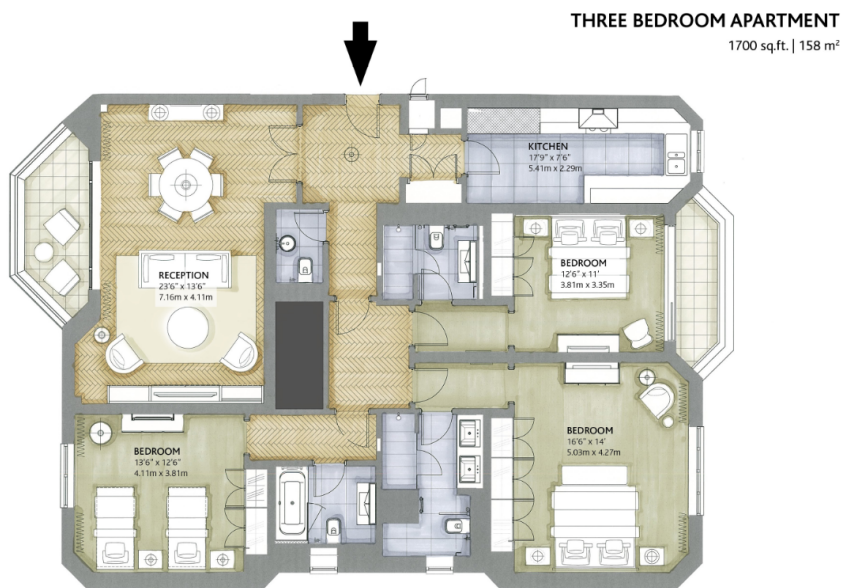 THREE BEDROOM APARTMENT
1700 sq.ft. | 158 m²
KITCHEN
17'9" x 7'6"
5.41m x 2.29m
RECEPTION
23'6" x 13'6"
7.16m x 4.11m
BEDROOM
12'6" x 11'
3.81m x 3.35m
BEDROOM
13'6" x 12'6"
4.11m x 3.81m
BEDROOM
16'6" x 14'
5.03m x 4.27m